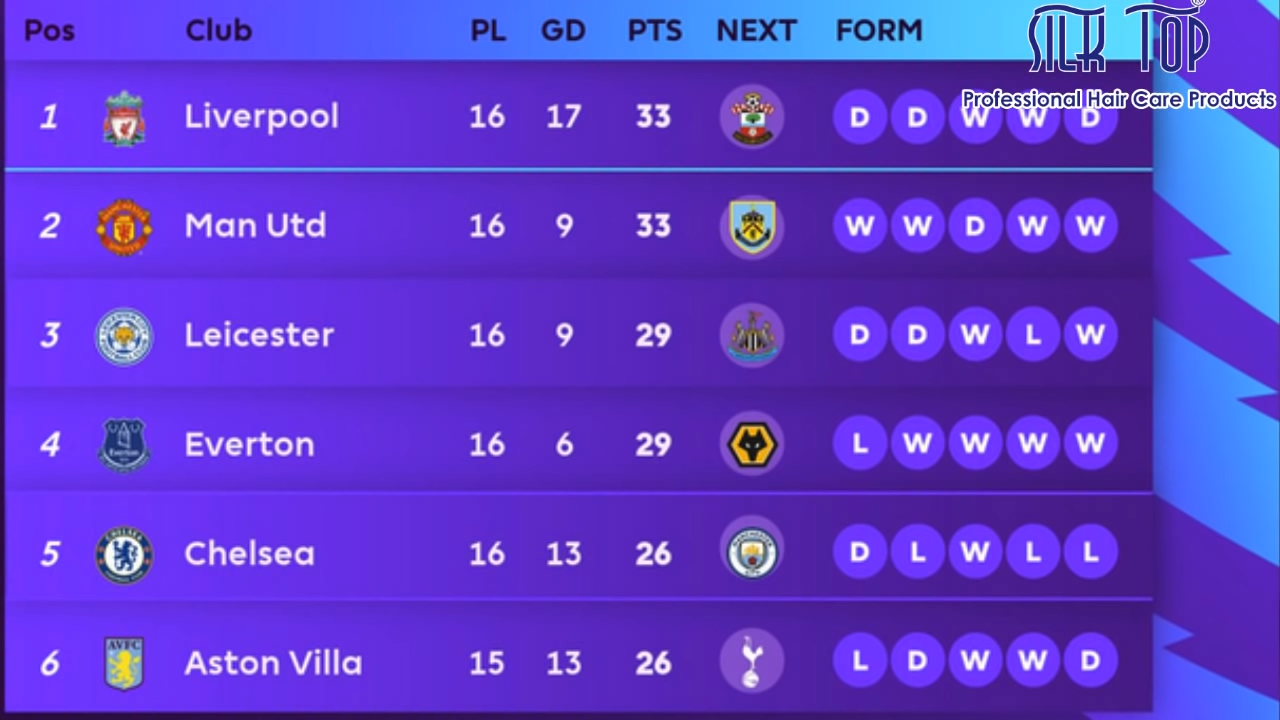 Pos Club PL GD PTS NEXT FORM
SILK TOP®
Professional Hair Care Products
1 Liverpool 16 17 33 D D W W D
2 Man Utd 16 9 33 W W D W W
3 Leicester 16 9 29 D D W L W
4 Everton 16 6 29 L W W W W
5 Chelsea 16 13 26 D L W L L
6 AVFC Aston Villa 15 13 26 L D W W D